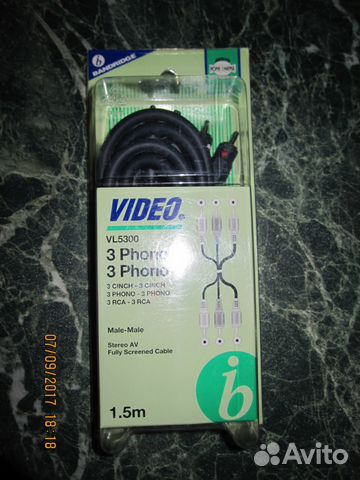 BANDRIDGE
VIDEO
VL5300
3 Phono
3 Phono
3 CINCH - 3 CINCH
3 PHONO - 3 PHONO
3 RCA - 3 RCA
Male-Male
Stereo AV
Fully Screened Cable
1.5m
07/09/2017 18:18
Avito